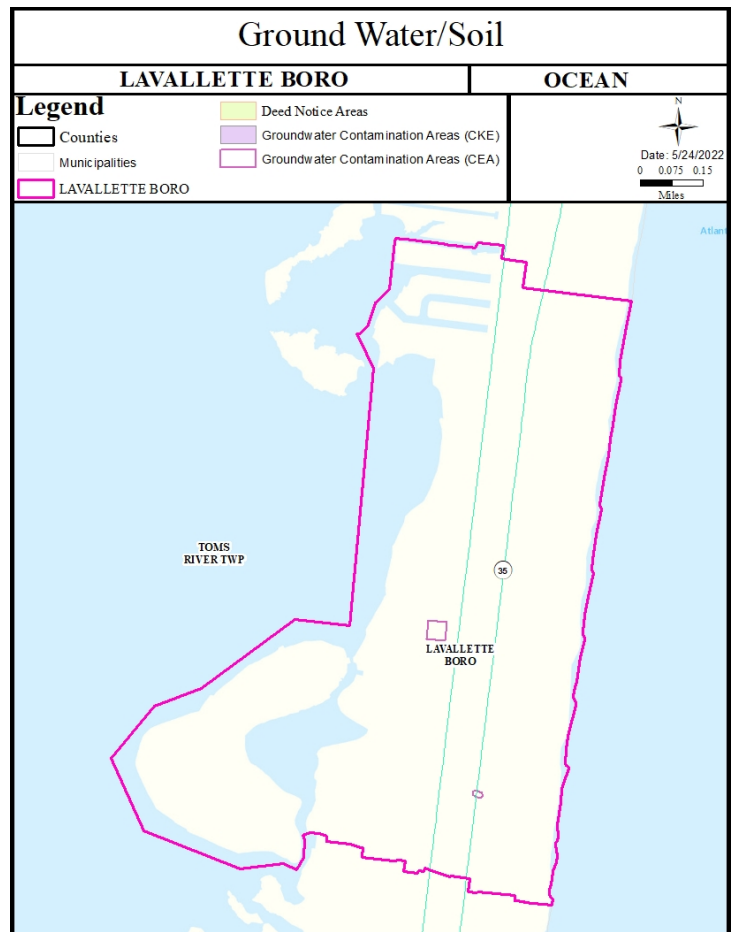 Ground Water/Soil
LAVALLETTE BORO
OCEAN
Legend
Counties
Municipalities
LAVALLETTE BORO
Deed Notice Areas
Groundwater Contamination Areas (CKE)
Groundwater Contamination Areas (CEA)
N
Date: 5/24/2022
0 0.075 0.15
Miles
Atlant
TOMS
RIVER TWP
35
LAVALLETTE
BORO